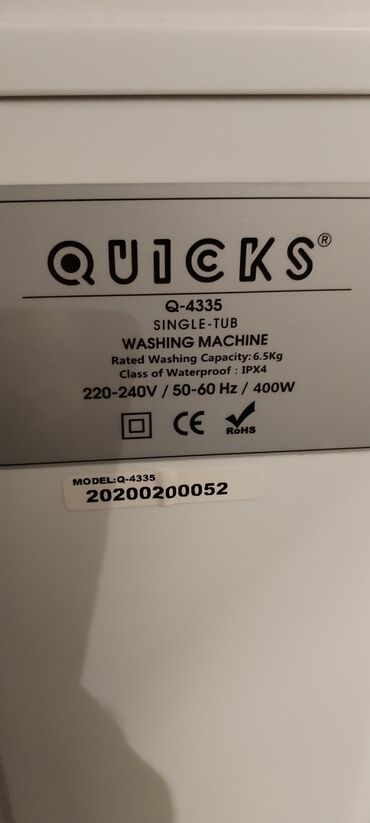 QUICKS®
Q-4335
SINGLE-TUB
WASHING MACHINE
Rated Washing Capacity: 6.5Kg
Class of Waterproof : IPX4
220-240V / 50-60 Hz / 400W
CE
RoHS
MODEL:Q-4335
20200200052